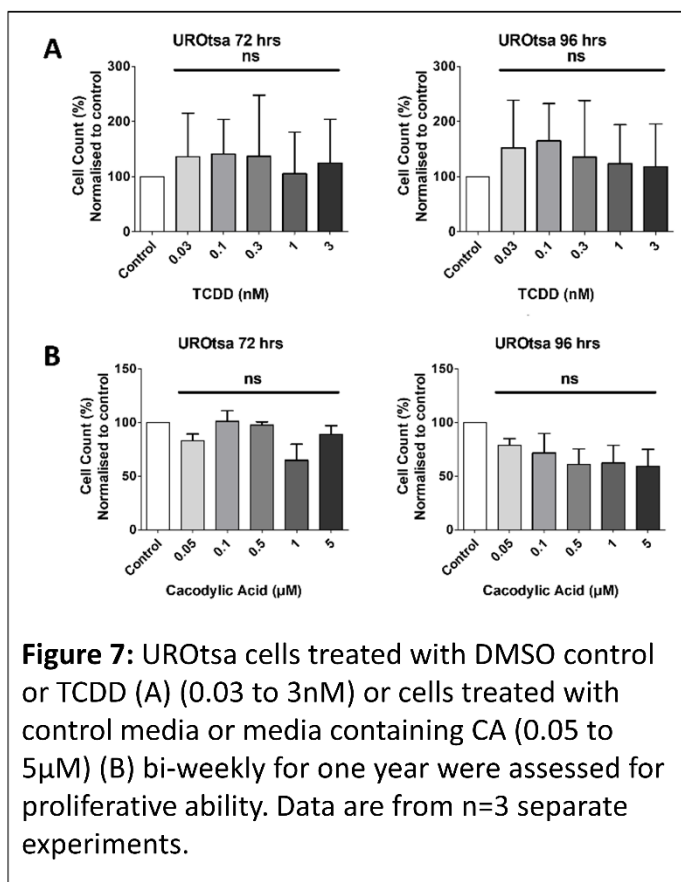 A
UROtsa 72 hrs
ns
Cell Count (%)
Normalised to control
300
200
100
0
Control
0.03
0.1
0.3
1
3
TCDD (nM)
UROtsa 96 hrs
ns
Cell Count (%)
Normalised to control
300
200
100
0
Control
0.03
0.1
0.3
1
3
TCDD (nM)
B
UROtsa 72 hrs
ns
Cell Count (%)
Normalised to control
150
100
50
0
Control
0.05
0.1
0.5
1
5
Cacodylic Acid (µM)
UROtsa 96 hrs
ns
Cell Count (%)
Normalised to control
150
100
50
0
Control
0.05
0.1
0.5
1
5
Cacodylic Acid (µM)
Figure 7: UROtsa cells treated with DMSO control
or TCDD (A) (0.03 to 3nM) or cells treated with
control media or media containing CA (0.05 to
5µM) (B) bi-weekly for one year were assessed for
proliferative ability. Data are from n=3 separate
experiments.